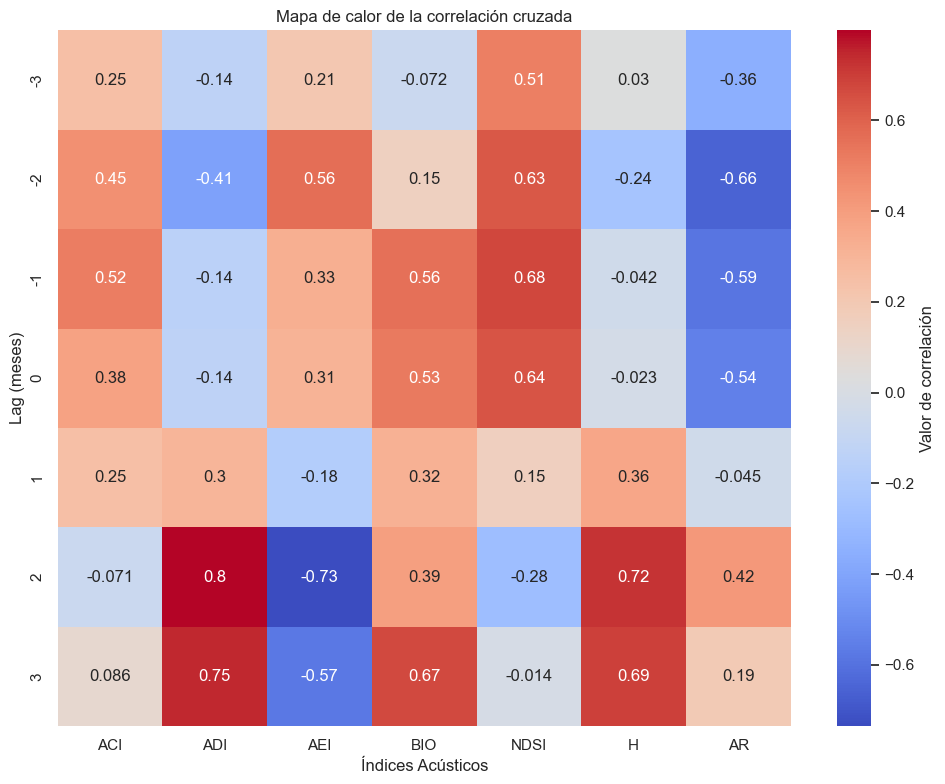 Mapa de calor de la correlación cruzada
Lag (meses)
-3 0.25 -0.14 0.21 -0.072 0.51 0.03 -0.36
-2 0.45 -0.41 0.56 0.15 0.63 -0.24 -0.66
-1 0.52 -0.14 0.33 0.56 0.68 -0.042 -0.59
0 0.38 -0.14 0.31 0.53 0.64 -0.023 -0.54
1 0.25 0.3 -0.18 0.32 0.15 0.36 -0.045
2 -0.071 0.8 -0.73 0.39 -0.28 0.72 0.42
3 0.086 0.75 -0.57 0.67 -0.014 0.69 0.19
ACI ADI AEI BIO NDSI H AR
Índices Acústicos
0.6
0.4
0.2
0.0
−0.2
−0.4
−0.6
Valor de correlación